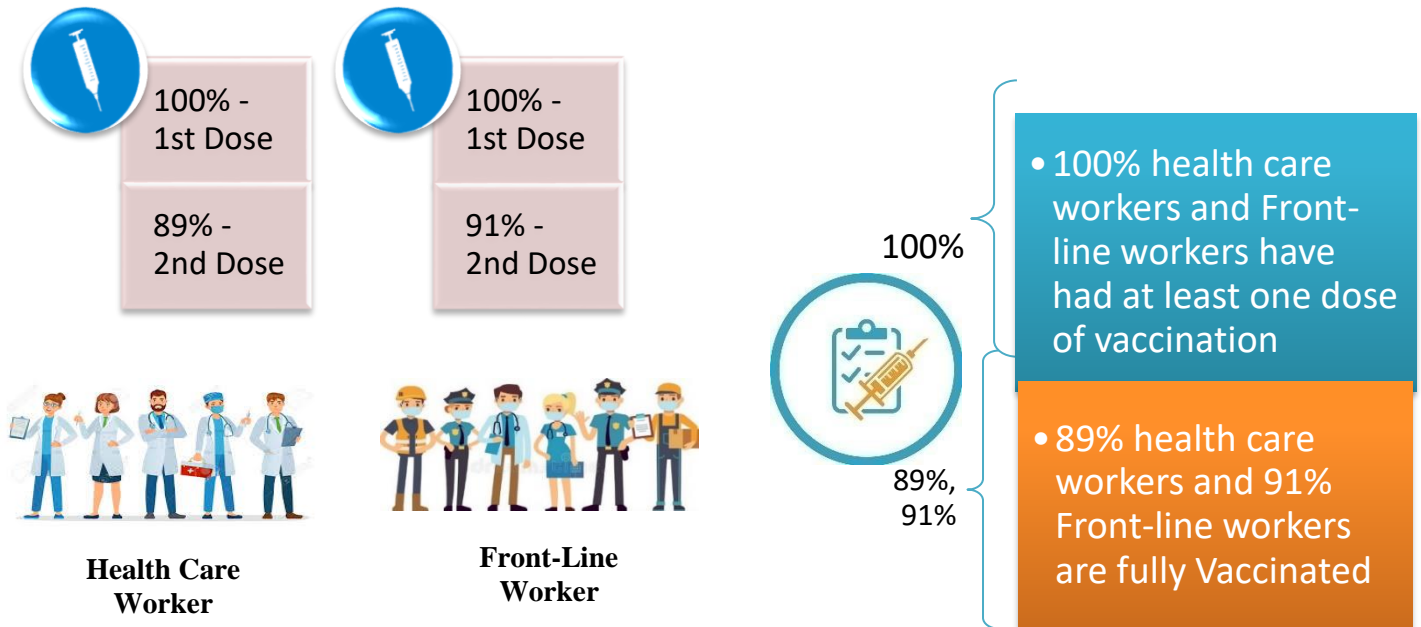 100% -
1st Dose
89% -
2nd Dose
Health Care
Worker
100% -
1st Dose
91% -
2nd Dose
Front-Line
Worker
100%
89%,
91%
• 100% health care
workers and Front-
line workers have
had at least one dose
of vaccination
• 89% health care
workers and 91%
Front-line workers
are fully Vaccinated